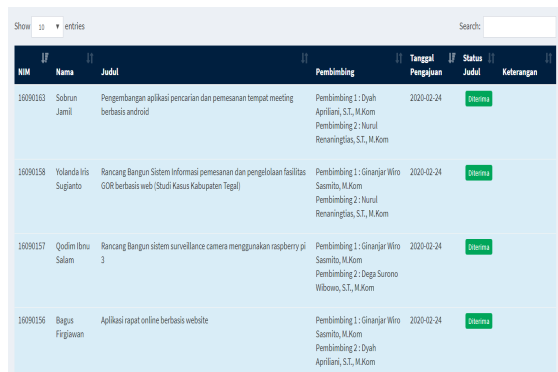 Show 10 entries Search:
NIM Nama Judul Pembimbing Tanggal Pengajuan Status Judul Keterangan
16090163 Sobrun Jamil Pengembangan aplikasi pencarian dan pemesanan tempat meeting berbasis android Pembimbing 1 : Dyah Apriliani, S.T., M.Kom Pembimbing 2 : Nurul Renaningtias, S.T., M.Kom 2020-02-24 Diterima
16090158 Yolanda Iris Sugianto Rancang Bangun Sistem Informasi pemesanan dan pengelolaan fasilitas GOR berbasis web (Studi Kasus Kabupaten Tegal) Pembimbing 1 : Ginanjar Wiro Sasmito, M.Kom Pembimbing 2 : Nurul Renaningtias, S.T., M.Kom 2020-02-24 Diterima
16090157 Qodim Ibnu Salam Rancang Bangun sistem surveillance camera menggunakan raspberry pi 3 Pembimbing 1 : Ginanjar Wiro Sasmito, M.Kom Pembimbing 2 : Dega Surono Wibowo, S.T., M.Kom 2020-02-24 Diterima
16090156 Bagus Firgiawan Aplikasi rapat online berbasis website Pembimbing 1 : Ginanjar Wiro Sasmito, M.Kom Pembimbing 2 : Dyah Apriliani, S.T., M.Kom 2020-02-24 Diterima